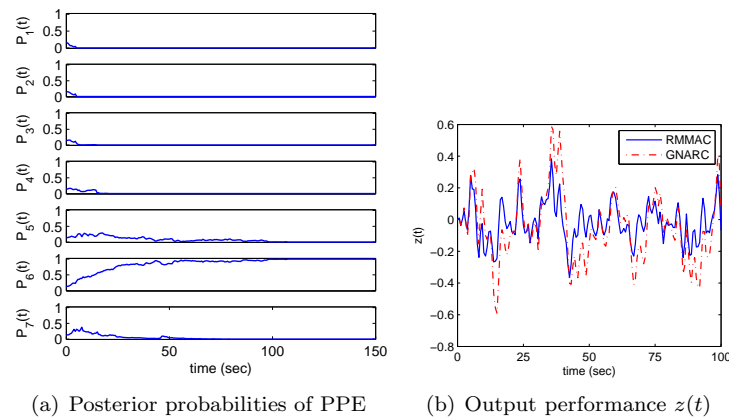 P1(t)
1
0.5
0
P2(t)
1
0.5
0
P3(t)
1
0.5
0
P4(t)
1
0.5
0
P5(t)
1
0.5
0
P6(t)
1
0.5
0
P7(t)
1
0.5
0
0 50 100 150
time (sec)
(a) Posterior probabilities of PPE
0.6
0.4
0.2
0
−0.2
−0.4
−0.6
−0.8
z(t)
RMMAC
GNARC
0 25 50 75 100
time (sec)
(b) Output performance z(t)